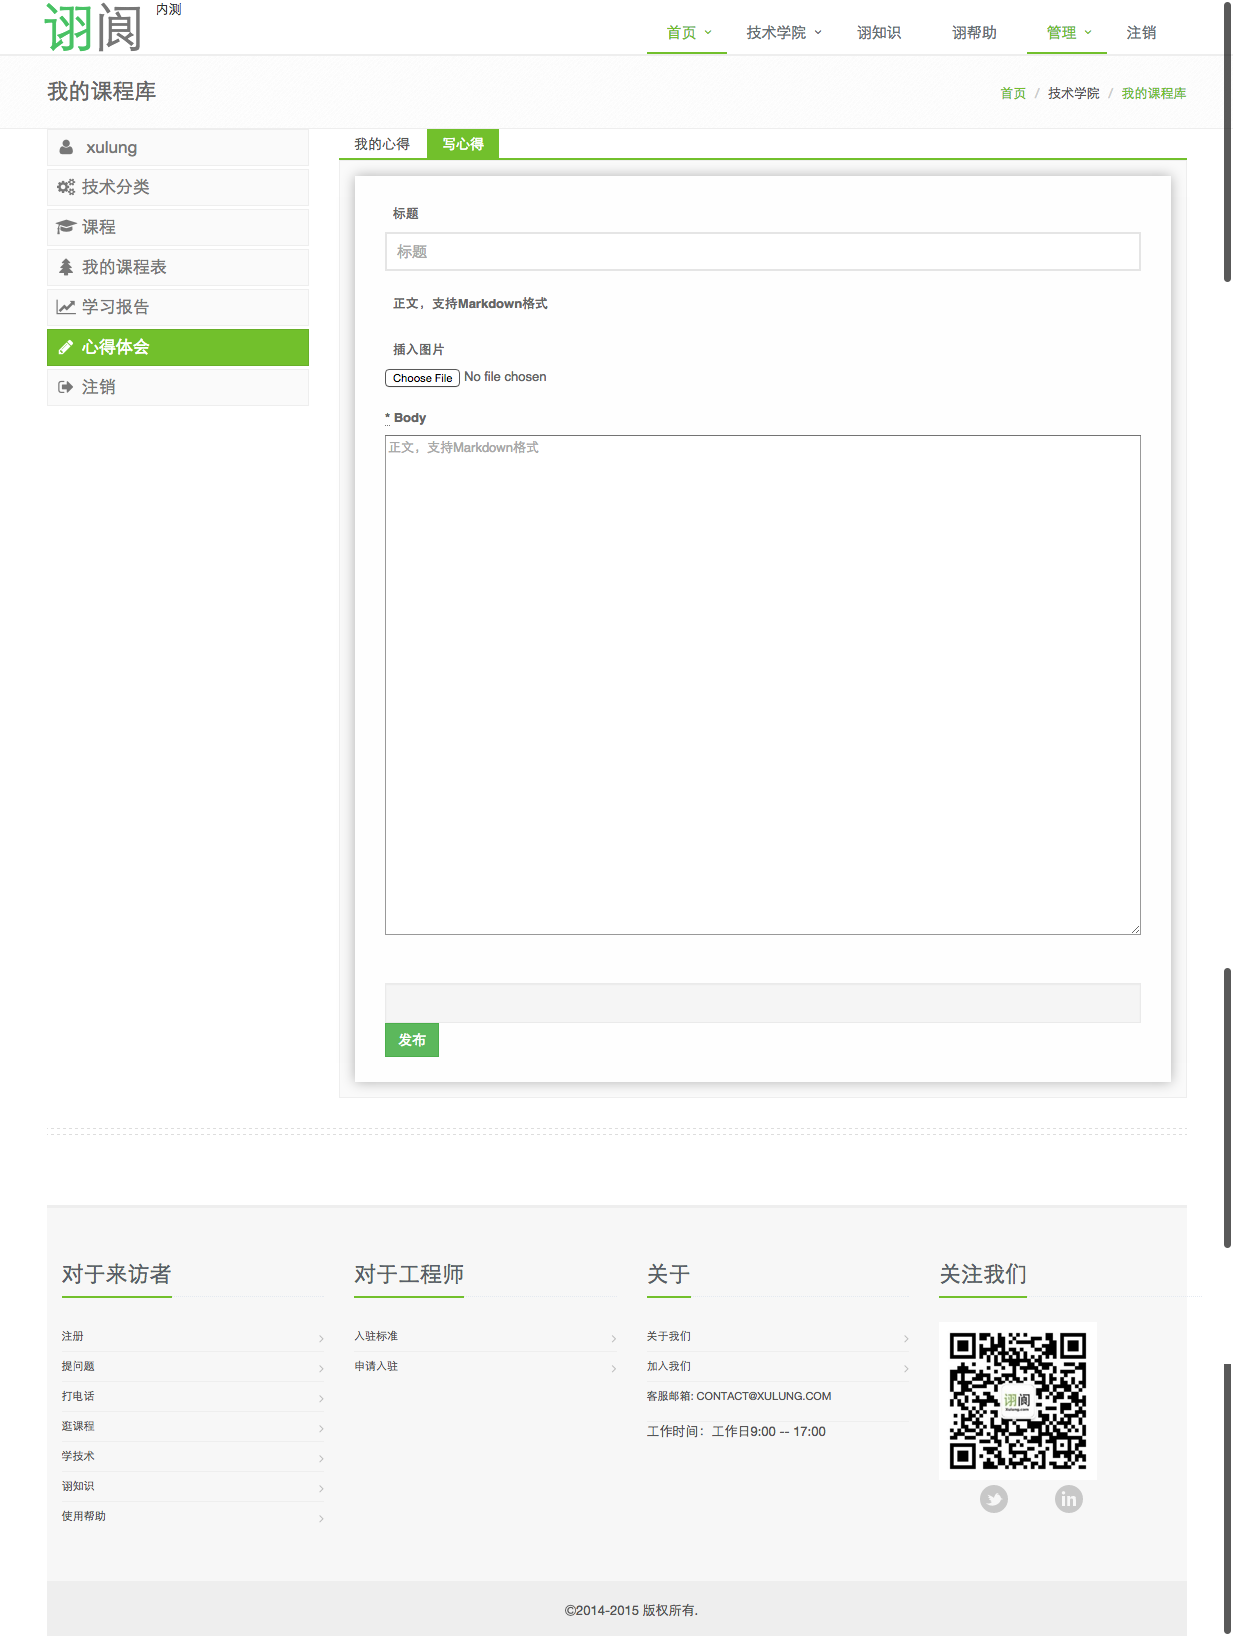 诩阆 内测
首页 技术学院 诩知识 诩帮助 管理 注销
我的课程库
首页 / 技术学院 / 我的课程库
xulung
技术分类
课程
我的课程表
学习报告
心得体会
注销
我的心得 写心得
标题
标题
正文，支持Markdown格式
插入图片
Choose File No file chosen
* Body
正文，支持Markdown格式
发布
对于来访者
注册
提问题
打电话
逛课程
学技术
诩知识
使用帮助
对于工程师
入驻标准
申请入驻
关于
关于我们
加入我们
客服邮箱: CONTACT@XULUNG.COM
工作时间：工作日9:00 -- 17:00
关注我们
诩阆
©2014-2015 版权所有.